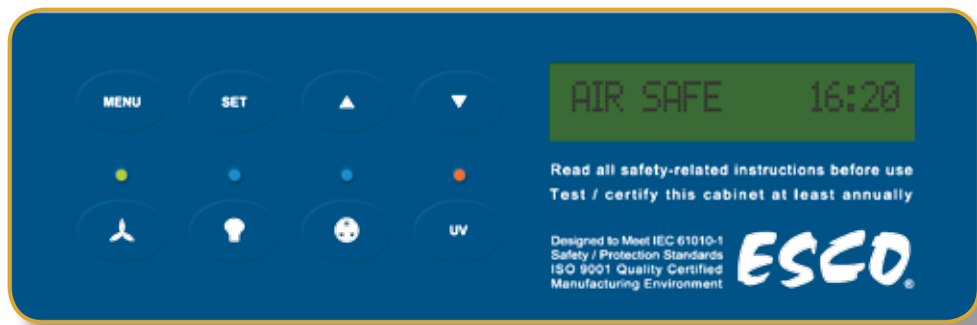 MENU SET
AIR SAFE 16:20
Read all safety-related instructions before use
Test / certify this cabinet at least annually
UV
Designed to Meet IEC 61010-1
Safety / Protection Standards
ISO 9001 Quality Certified
Manufacturing Environment
ESCO®